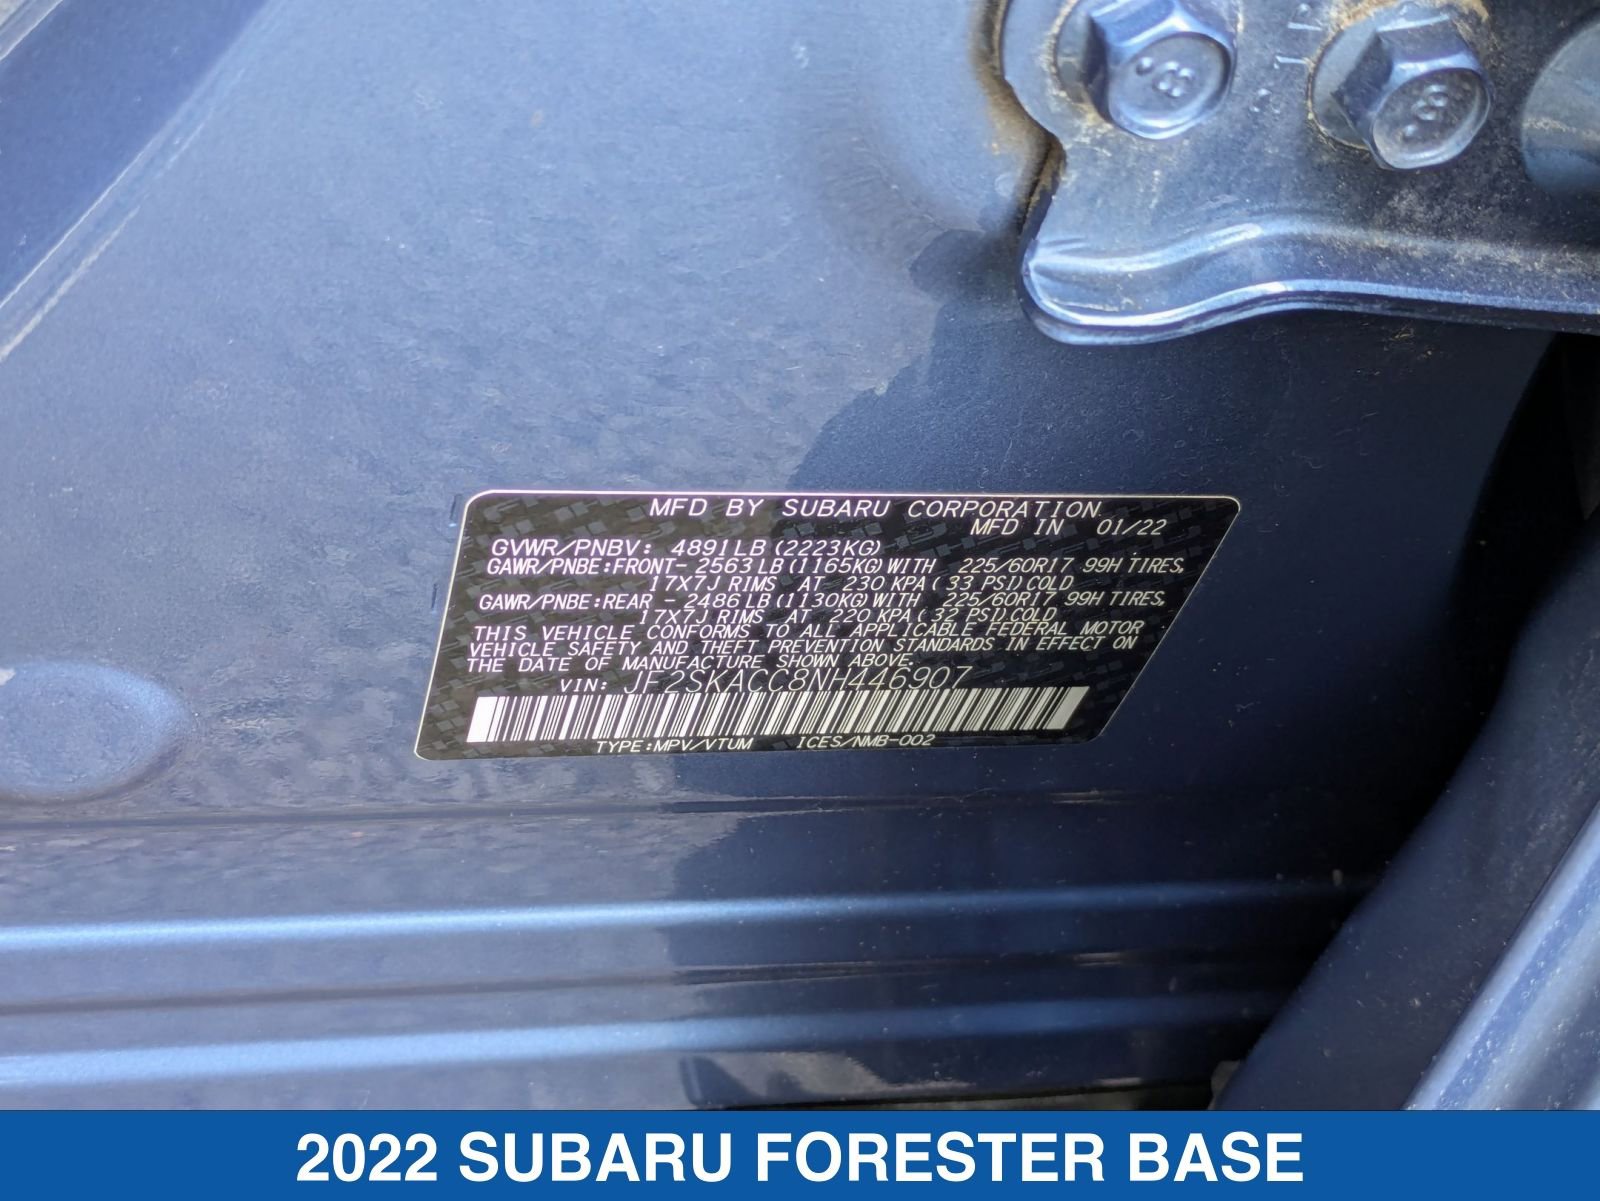 MFD BY SUBARU CORPORATION
MFD IN 01/22
GVWR/PNBV: 4891LB (2223KG)
GAWR/PNBE:FRONT- 2563LB (1165KG) WITH 225/60R17 99H TIRES,
17X7J RIMS AT 230 KPA (33 PSI) COLD
GAWR/PNBE:REAR - 2486LB (1130KG) WITH 225/60R17 99H TIRES,
17X7J RIMS AT 220 KPA (32 PSI) COLD
THIS VEHICLE CONFORMS TO ALL APPLICABLE FEDERAL MOTOR
VEHICLE SAFETY AND THEFT PREVENTION STANDARDS IN EFFECT ON
THE DATE OF MANUFACTURE SHOWN ABOVE.
VIN: JF2SKACC8NH446907
TYPE:MPV/VTUM ICES/NMB-002
2022 SUBARU FORESTER BASE